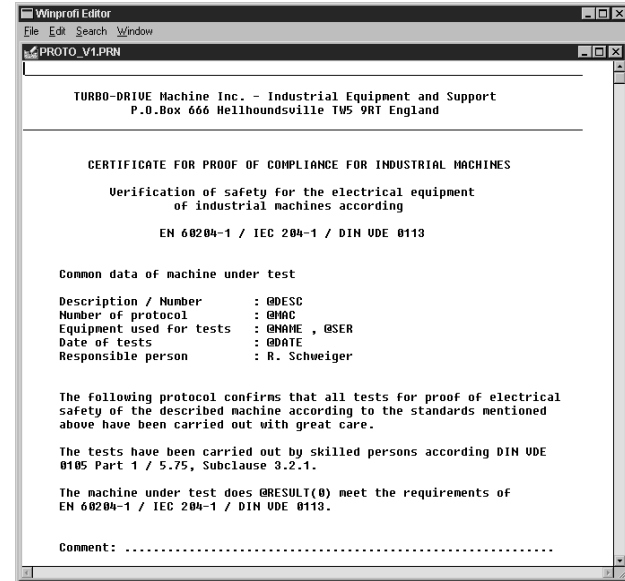 Winprofi Editor
File Edit Search Window
PROTO_V1.PRN
TURBO-DRIVE Machine Inc. - Industrial Equipment and Support
P.O.Box 666 Hellhoundsville TW5 9RT England
CERTIFICATE FOR PROOF OF COMPLIANCE FOR INDUSTRIAL MACHINES
Verification of safety for the electrical equipment
of industrial machines according
EN 60204-1 / IEC 204-1 / DIN VDE 0113
Common data of machine under test
Description / Number : @DESC
Number of protocol : @MAC
Equipment used for tests : @NAME , @SER
Date of tests : @DATE
Responsible person : R. Schweiger
The following protocol confirms that all tests for proof of electrical
safety of the described machine according to the standards mentioned
above have been carried out with great care.
The tests have been carried out by skilled persons according DIN VDE
0105 Part 1 / 5.75, Subclause 3.2.1.
The machine under test does @RESULT(0) meet the requirements of
EN 60204-1 / IEC 204-1 / DIN VDE 0113.
Comment: ............................................................